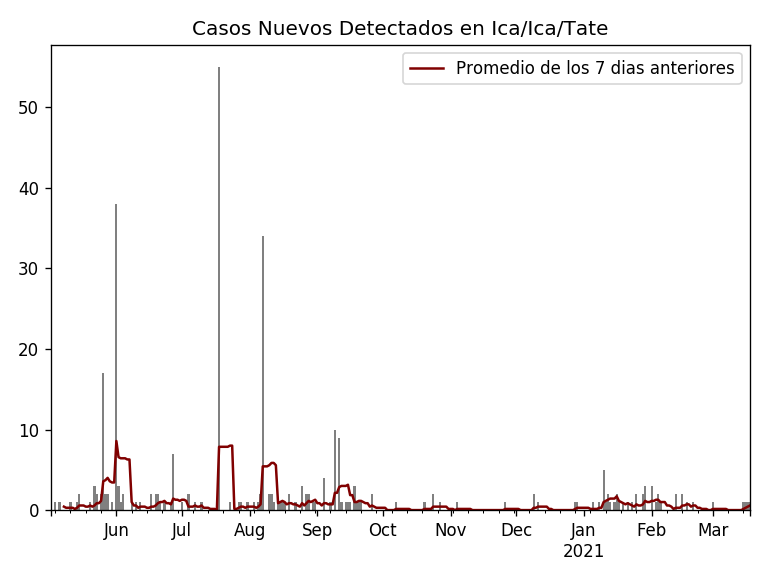 Casos Nuevos Detectados en Ica/Ica/Tate
Promedio de los 7 dias anteriores
50
40
30
20
10
0
Jun Jul Aug Sep Oct Nov Dec Jan Feb Mar
2021